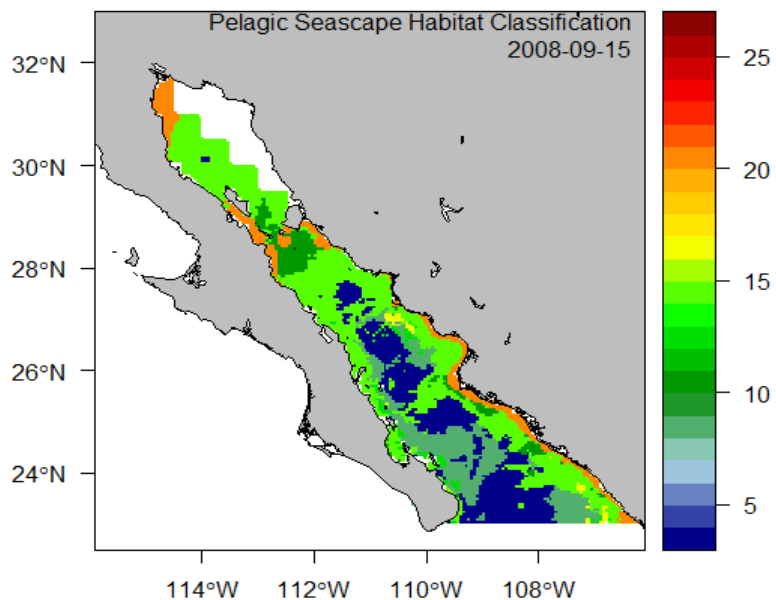 Pelagic Seascape Habitat Classification
2008-09-15
32°N
30°N
28°N
26°N
24°N
114°W 112°W 110°W 108°W
25
20
15
10
5